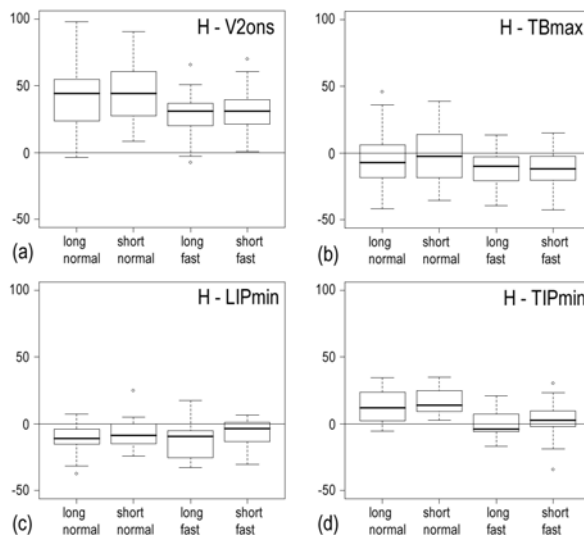 H - V2ons
100
50
0
-50
(a)
long normal
short normal
long fast
short fast
H - TBmax
100
50
0
-50
(b)
long normal
short normal
long fast
short fast
H - LIPmin
100
50
0
-50
(c)
long normal
short normal
long fast
short fast
H - TIPmin
100
50
0
-50
(d)
long normal
short normal
long fast
short fast